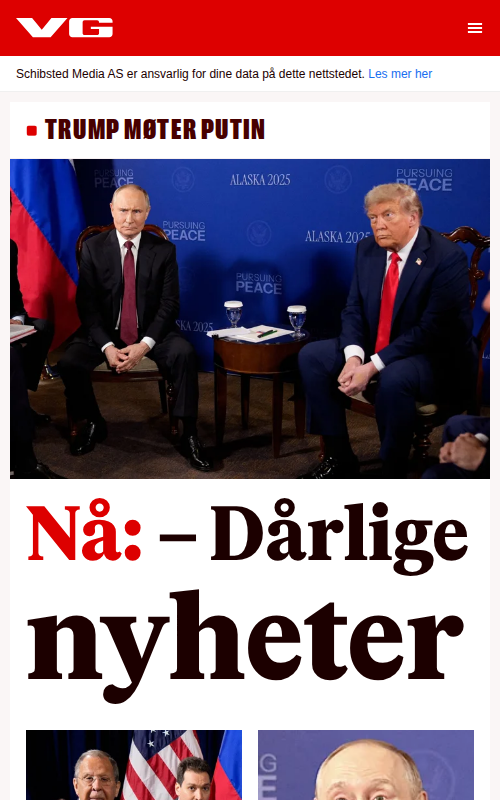 VG
Schibsted Media AS er ansvarlig for dine data på dette nettstedet. Les mer her
TRUMP MØTER PUTIN
PURSUING
PEACE
ALASKA 2025
PURSUING
PEACE
PURSUING
PEACE
ALASKA 2025
PURSUING
PEACE
SKA 2025
Nå: – Dårlige
nyheter
G
E